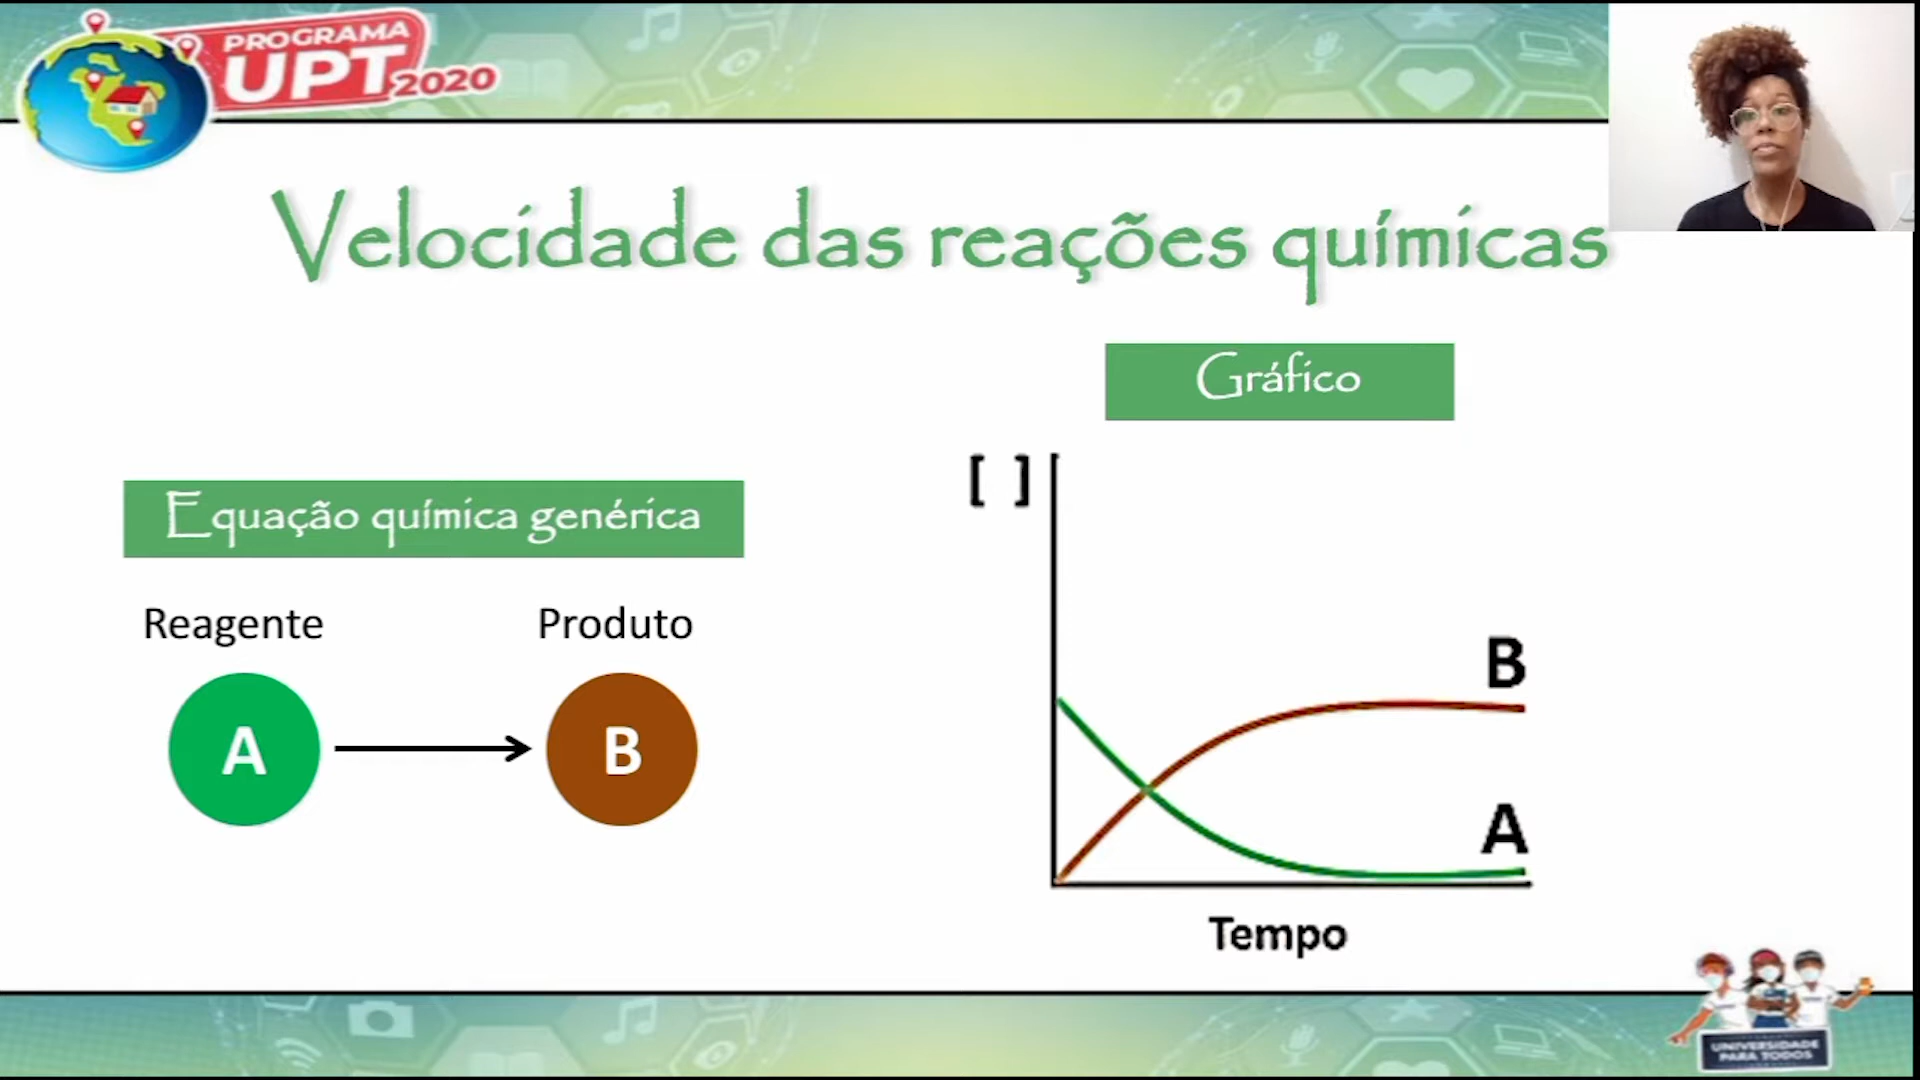 PROGRAMA
UPT 2020
Velocidade das reações químicas
Gráfico
Equação química genérica
Reagente
Produto
A
B
[ ]
B
A
Tempo
UNIVERSIDADE
PARA TODOS